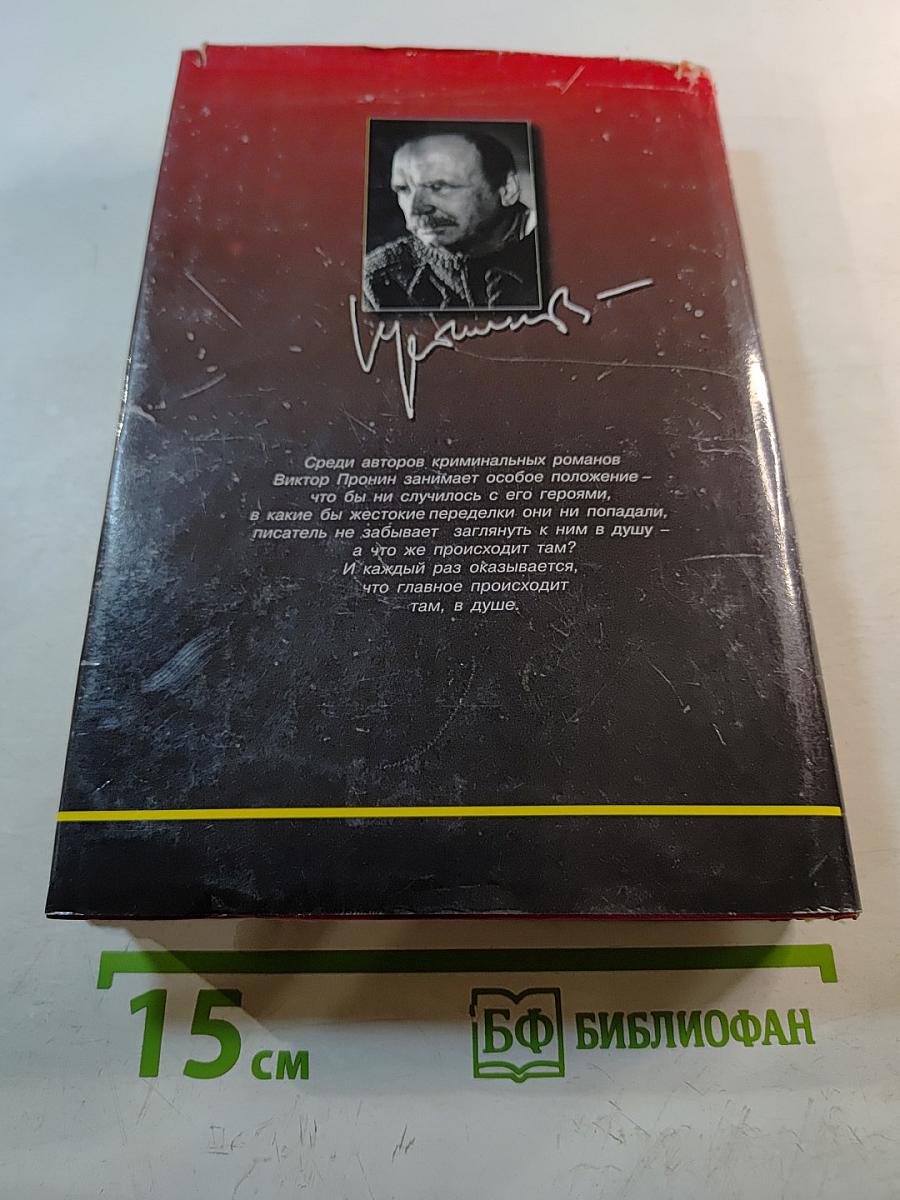 Среди авторов криминальных романов
Виктор Пронин занимает особое положение –
что бы ни случилось с его героями,
в какие бы жестокие переделки они ни попадали,
писатель не забывает заглянуть к ним в душу –
а что же происходит там?
И каждый раз оказывается,
что главное происходит
там, в душе.
15 см
БФ БИБЛИОФАН